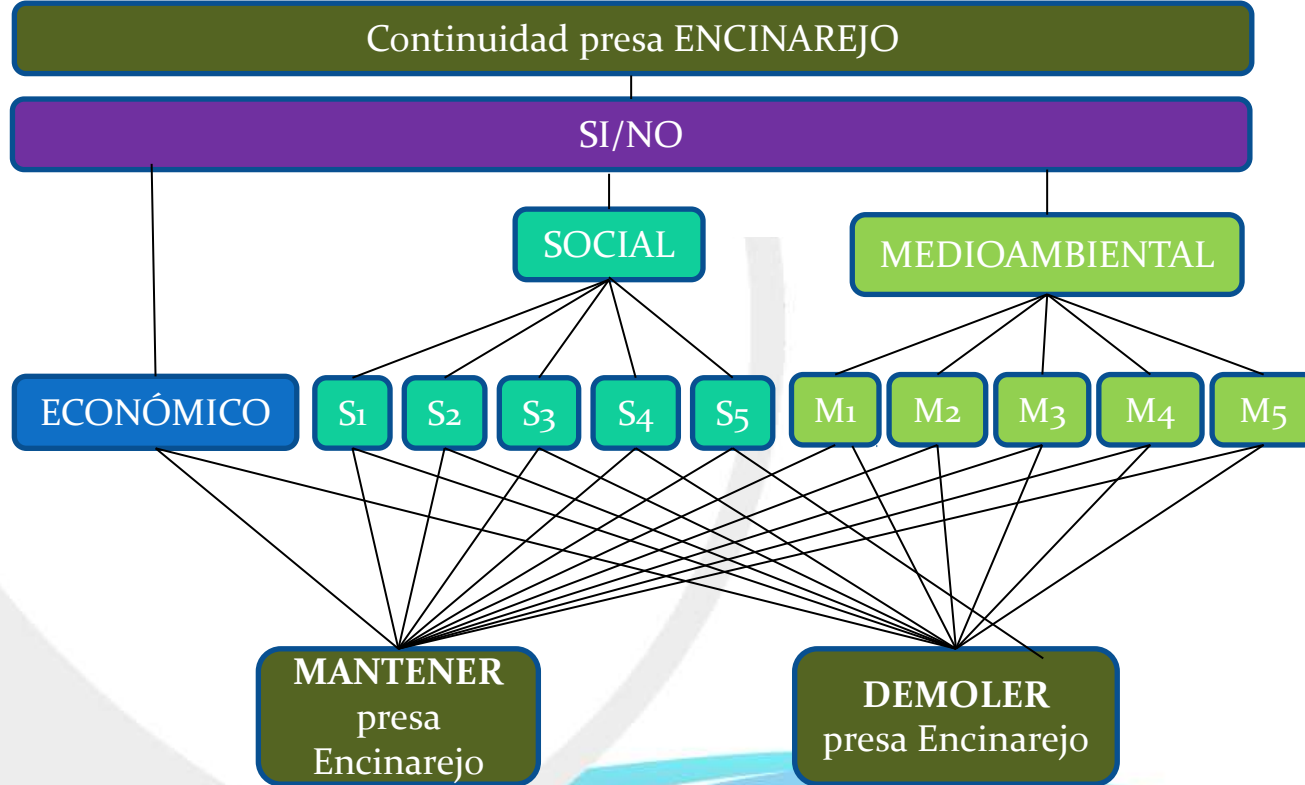 Continuidad presa ENCINAREJO
SI/NO
SOCIAL
MEDIOAMBIENTAL
ECONÓMICO
S1
S2
S3
S4
S5
M1
M2
M3
M4
M5
MANTENER
presa
Encinarejo
DEMOLER
presa Encinarejo